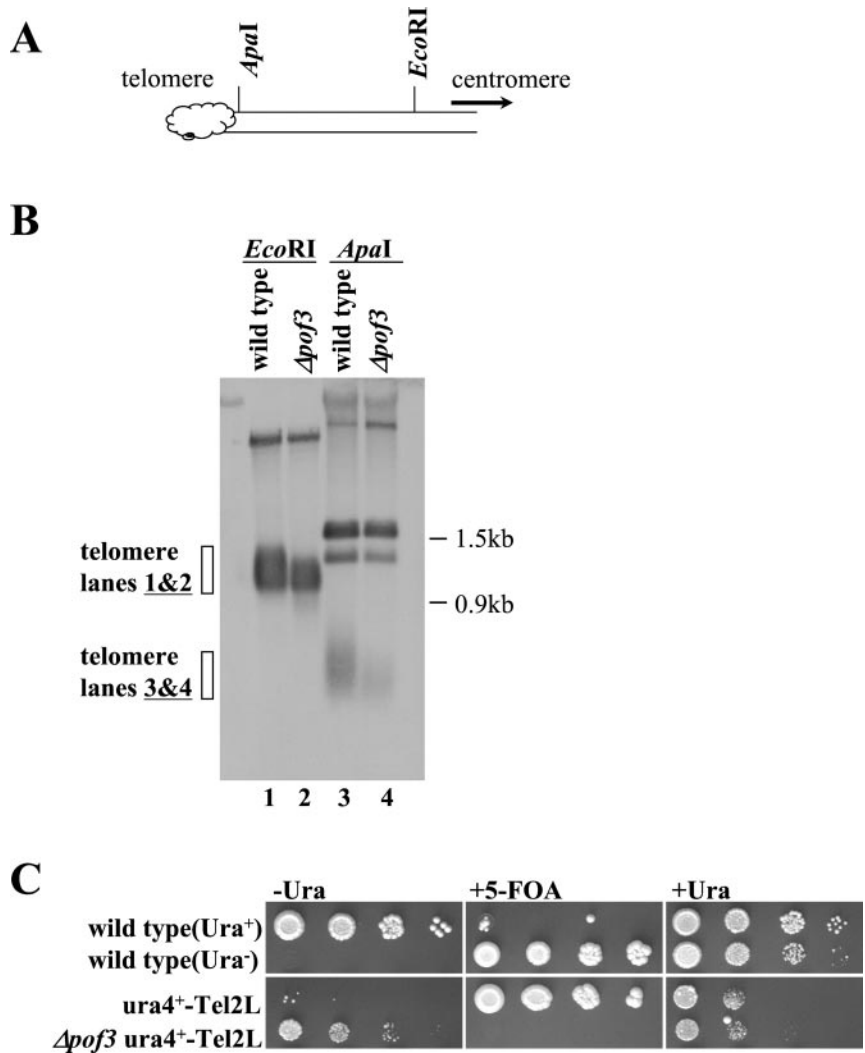 A
telomere
ApaI
EcoRI
centromere
B
EcoRI ApaI
wild type
Δpof3
wild type
Δpof3
telomere
lanes 1&2
1.5kb
0.9kb
telomere
lanes 3&4
1 2 3 4
C
-Ura +5-FOA +Ura
wild type(Ura⁺)
wild type(Ura⁻)
ura4⁺-Tel2L
Δpof3 ura4⁺-Tel2L